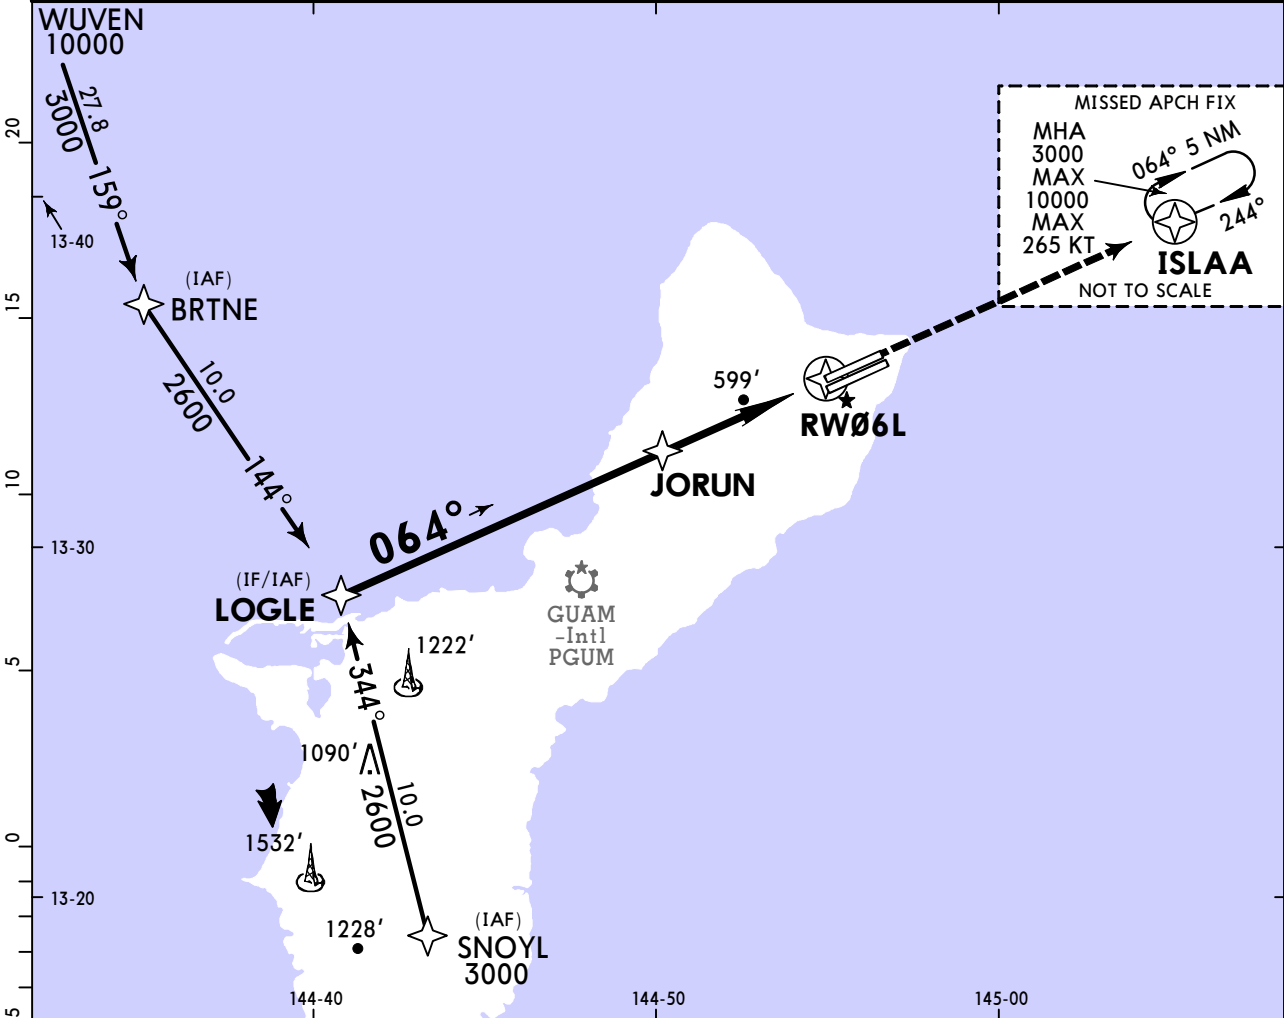 WUVEN
10000
27.8
3000
159°
13-40
(IAF)
BRTNE
10.0
2600
144°
MISSED APCH FIX
MHA
3000
MAX
10000
MAX
265 KT
064° 5 NM
244°
ISLAA
NOT TO SCALE
599'
RWØ6L
JORUN
064°
13-30
(IF/IAF)
LOGLE
GUAM
-Intl
PGUM
1222'
344°
1090'
2600
10.0
1532'
13-20
1228'
(IAF)
SNOYL
3000
20
15
10
5
0
5
144-40
144-50
145-00